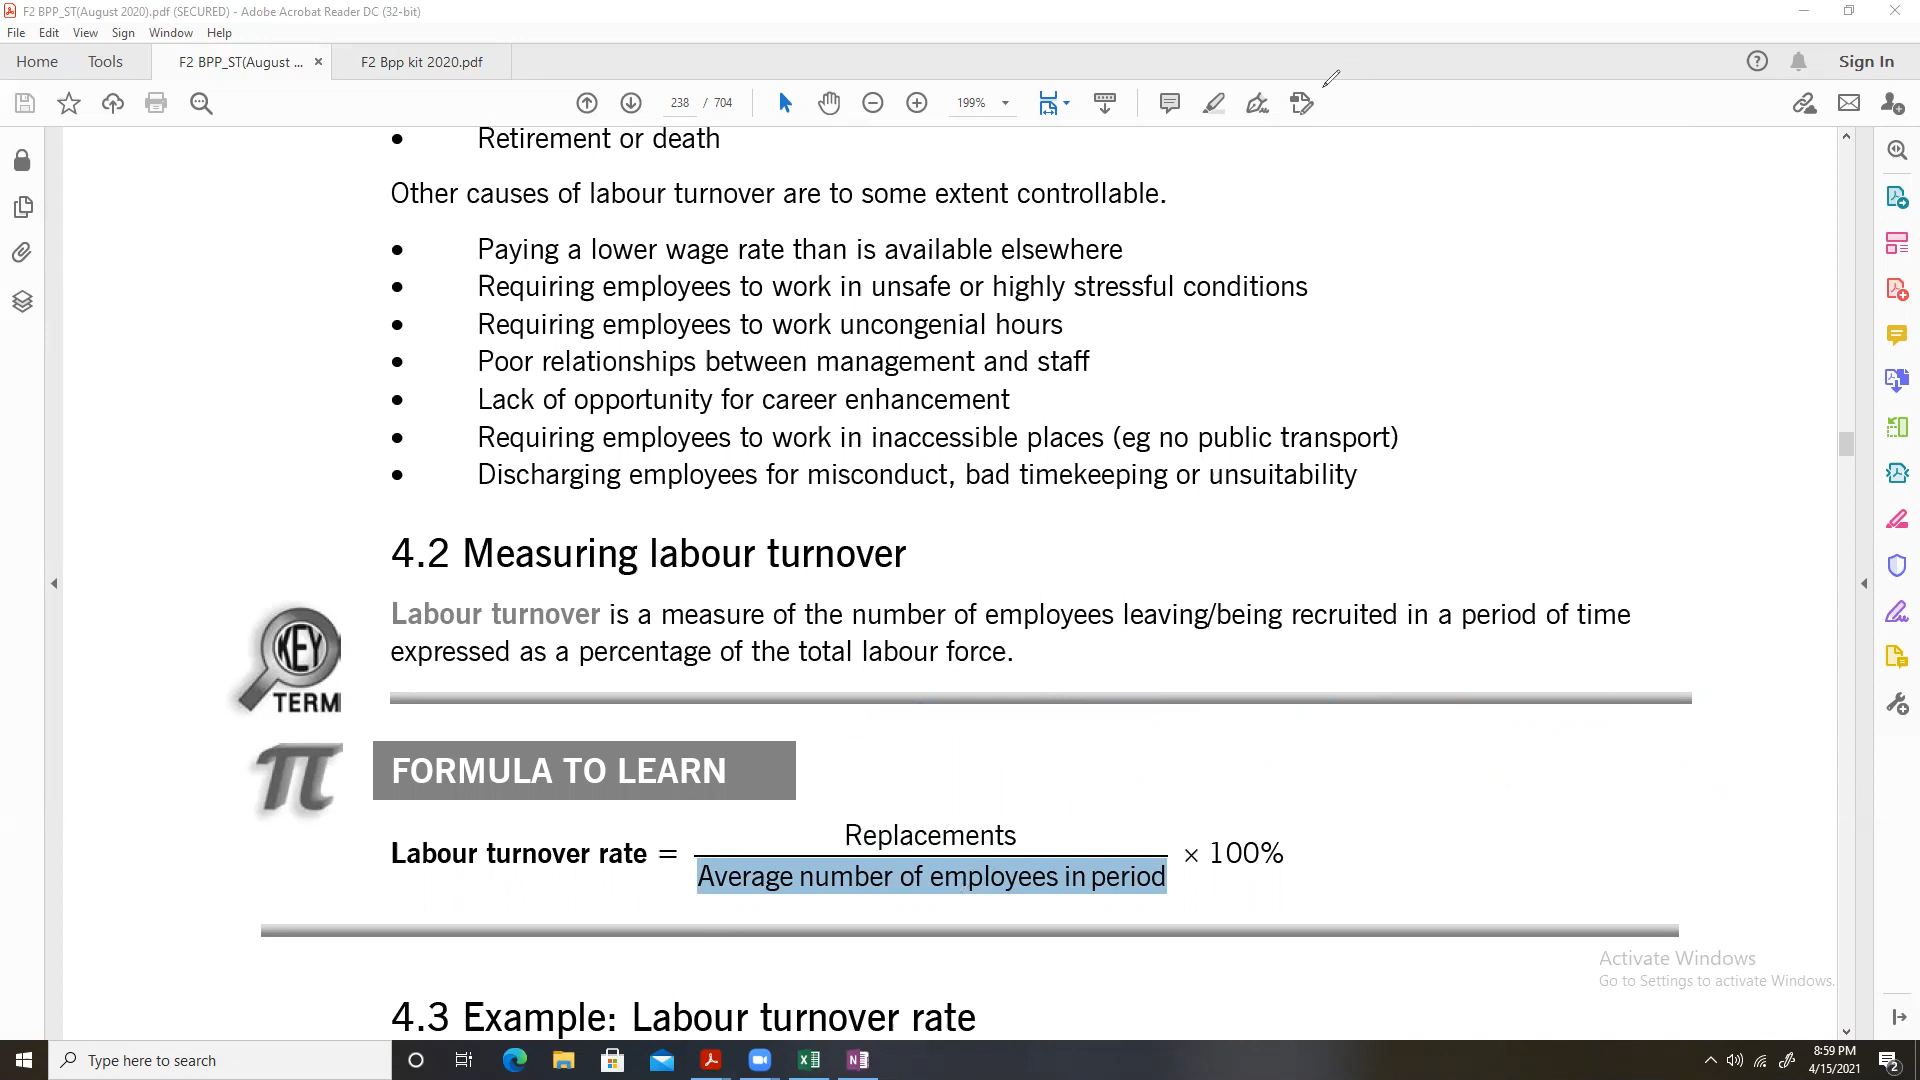 F2 BPP_ST(August 2020).pdf (SECURED) - Adobe Acrobat Reader DC (32-bit)
File Edit View Sign Window Help
Home Tools F2 BPP_ST(August ... × F2 Bpp kit 2020.pdf Sign In
238 / 704 199%
• Retirement or death
Other causes of labour turnover are to some extent controllable.
• Paying a lower wage rate than is available elsewhere
• Requiring employees to work in unsafe or highly stressful conditions
• Requiring employees to work uncongenial hours
• Poor relationships between management and staff
• Lack of opportunity for career enhancement
• Requiring employees to work in inaccessible places (eg no public transport)
• Discharging employees for misconduct, bad timekeeping or unsuitability
4.2 Measuring labour turnover
Labour turnover is a measure of the number of employees leaving/being recruited in a period of time
expressed as a percentage of the total labour force.
KEY
TERM
π
FORMULA TO LEARN
Replacements
Labour turnover rate = × 100%
Average number of employees in period
Activate Windows
Go to Settings to activate Windows.
4.3 Example: Labour turnover rate
Type here to search
8:59 PM
4/15/2021
2